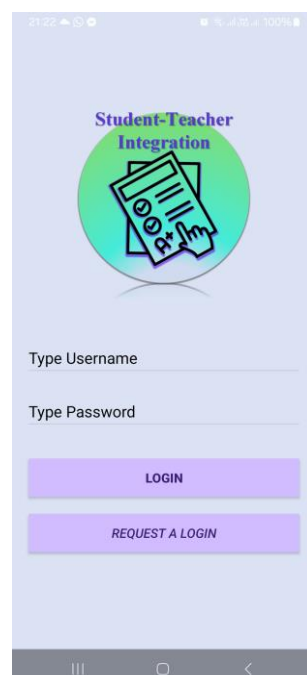 21:22
100%
Student-Teacher
Integration
A+
Type Username
Type Password
LOGIN
REQUEST A LOGIN